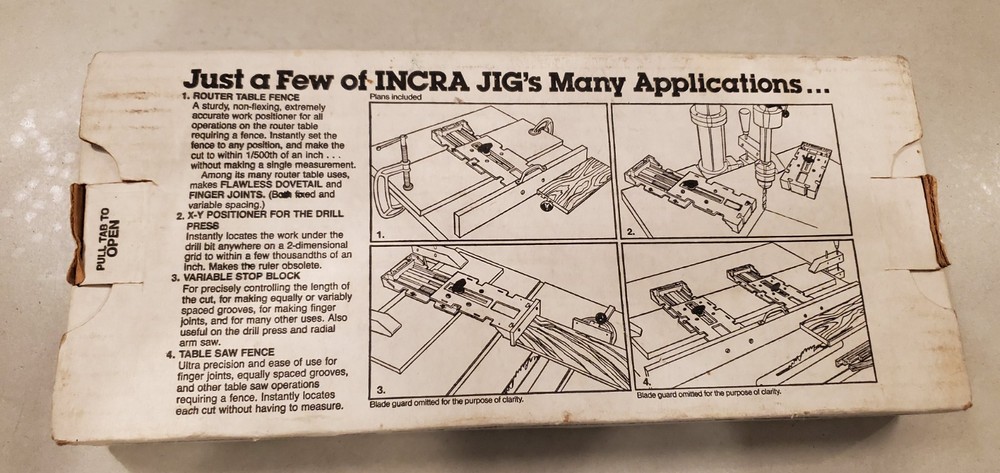 Just a Few of INCRA JIG's Many Applications...
1. ROUTER TABLE FENCE
A sturdy, non-flexing, extremely
accurate work positioner for all
operations on the router table
requiring a fence. Instantly set the
fence to any position, and make the
cut to within 1/500th of an inch ...
without making a single measurement.
Among its many router table uses,
makes FLAWLESS DOVETAIL and
FINGER JOINTS. (Both fixed and
variable spacing.)
2. X-Y POSITIONER FOR THE DRILL
PRESS
Instantly locates the work under the
drill bit anywhere on a 2-dimensional
grid to within a few thousandths of an
inch. Makes the ruler obsolete.
3. VARIABLE STOP BLOCK
For precisely controlling the length of
the cut, for making equally or variably
spaced grooves, for making finger
joints, and for many other uses. Also
useful on the drill press and radial
arm saw.
4. TABLE SAW FENCE
Ultra precision and ease of use for
finger joints, equally spaced grooves,
and other table saw operations
requiring a fence. Instantly locates
each cut without having to measure.
Plans included
1.
2.
3.
4.
Blade guard omitted for the purpose of clarity.
Blade guard omitted for the purpose of clarity.
PULL TAB TO
OPEN